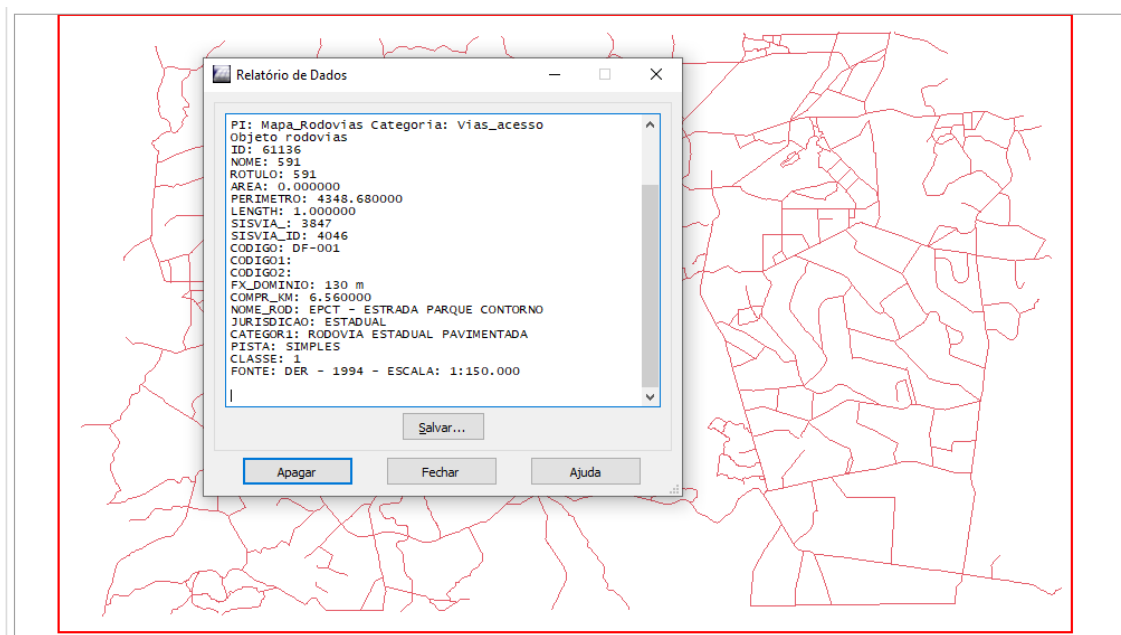 Relatório de Dados
PI: Mapa_Rodovias Categoria: Vias_acesso
Objeto rodovias
ID: 61136
NOME: 591
ROTULO: 591
AREA: 0.000000
PERIMETRO: 4348.680000
LENGTH: 1.000000
SISVIA_: 3847
SISVIA_ID: 4046
CODIGO: DF-001
CODIGO1:
CODIGO2:
FX_DOMINIO: 130 m
COMPR_KM: 6.560000
NOME_ROD: EPCT - ESTRADA PARQUE CONTORNO
JURISDICAO: ESTADUAL
CATEGOR1: RODOVIA ESTADUAL PAVIMENTADA
PISTA: SIMPLES
CLASSE: 1
FONTE: DER - 1994 - ESCALA: 1:150.000
Salvar...
Apagar Fechar Ajuda